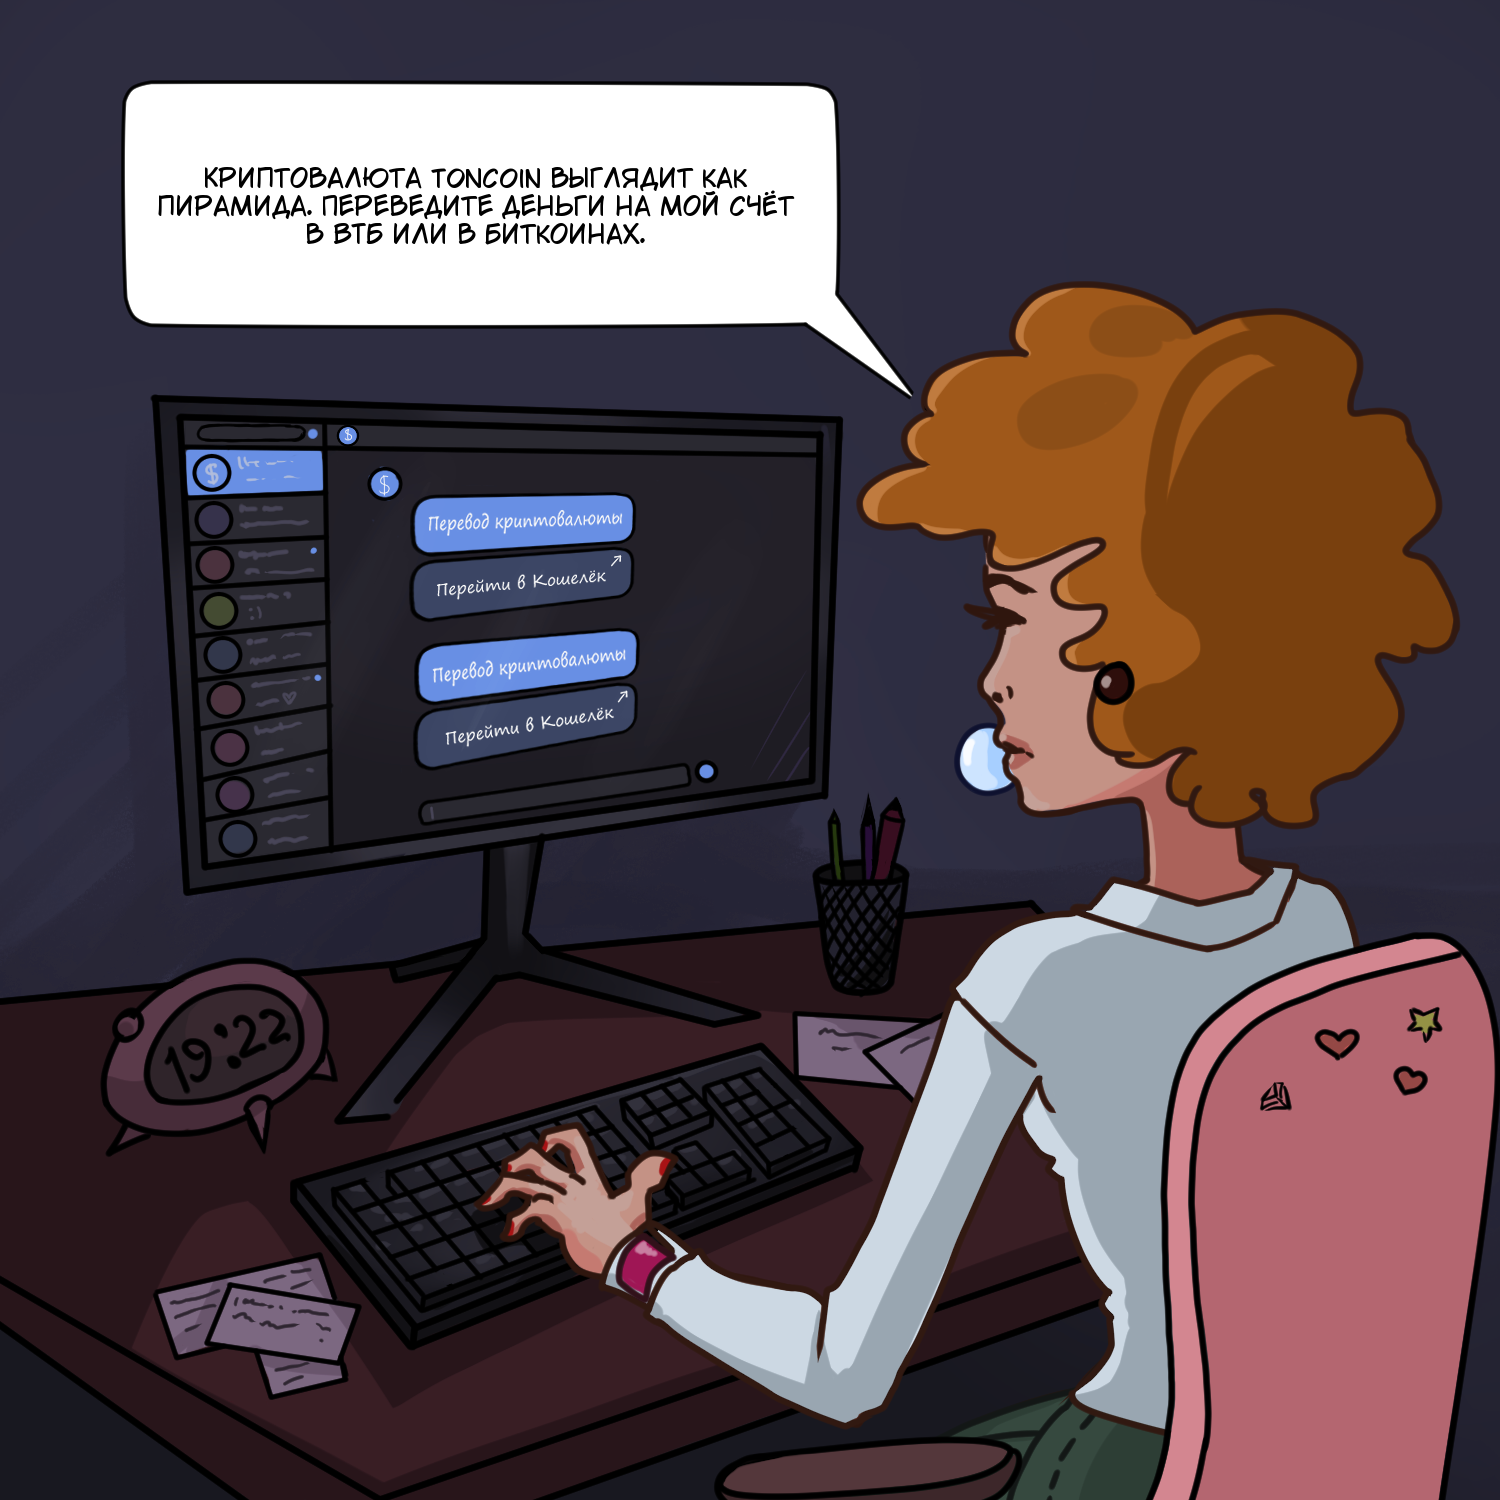 КРИПТОВАЛЮТА TONCOIN ВЫГЛЯДИТ КАК
ПИРАМИДА. ПЕРЕВЕДИТЕ ДЕНЬГИ НА МОЙ СЧЁТ
В ВТБ ИЛИ В БИТКОИНАХ.
$
$
$
Перевод криптовалюты
Перейти в Кошелёк
:)
Перевод криптовалюты
Перейти в Кошелёк
19:22